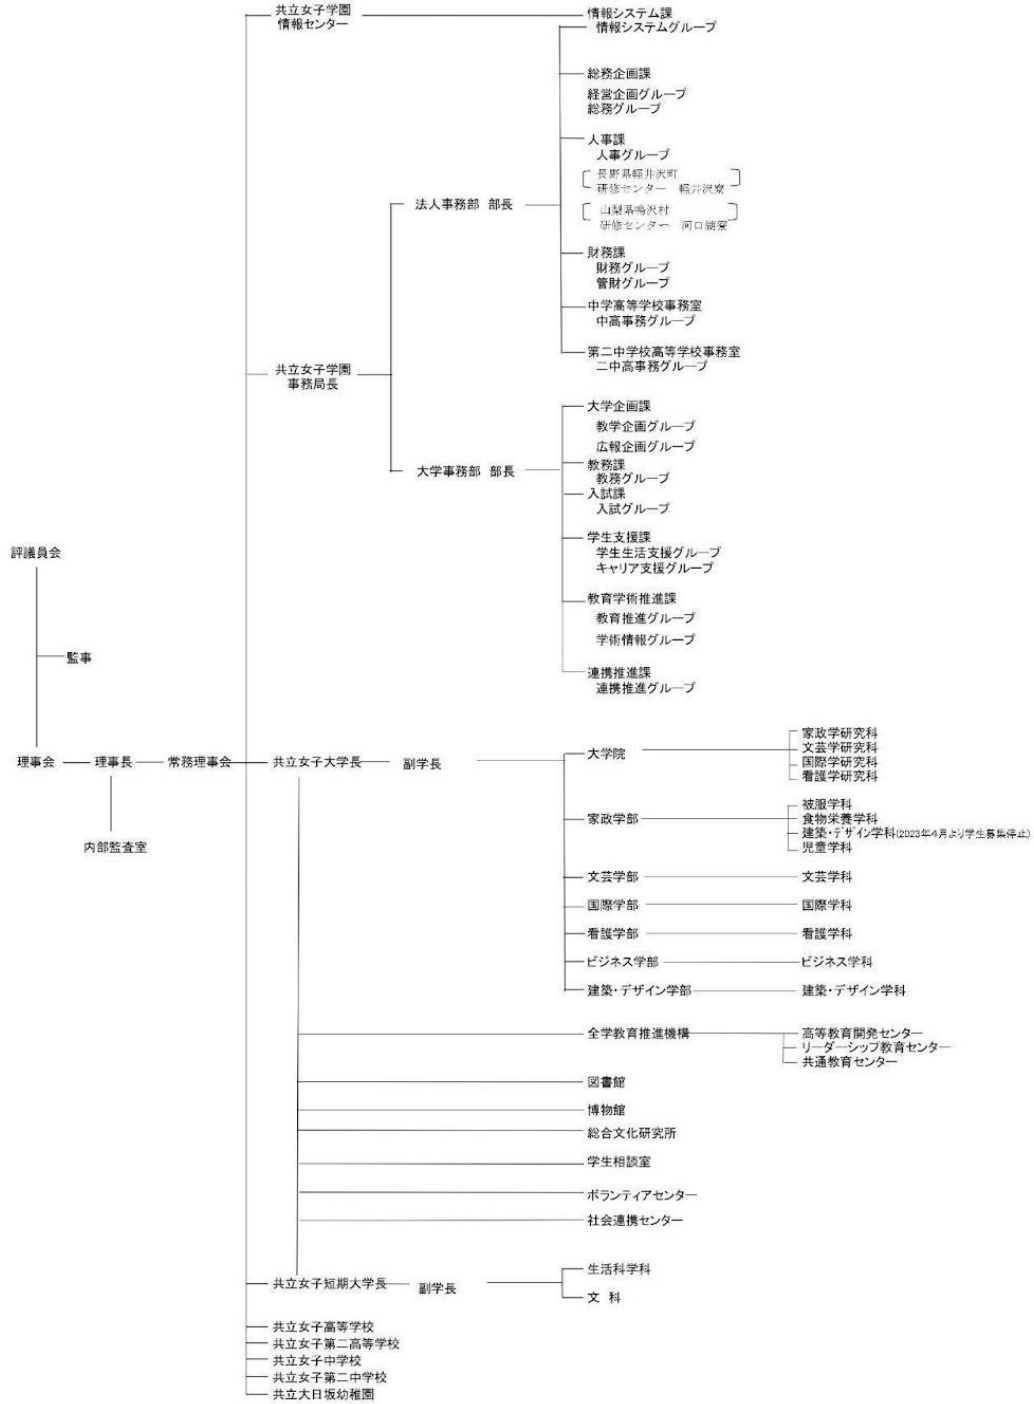 共立女子学園
情報センター
情報システム課
情報システムグループ
総務企画課
経営企画グループ
総務グループ
人事課
人事グループ
長野県軽井沢町
研修センター 軽井沢寮
山梨県鳴沢村
研修センター 河口湖寮
法人事務部 部長
財務課
財務グループ
管財グループ
中学高等学校事務室
中高事務グループ
第二中学校高等学校事務室
二中高事務グループ
共立女子学園
事務局長
大学企画課
教学企画グループ
広報企画グループ
大学事務部 部長
教務課
教務グループ
入試課
入試グループ
学生支援課
学生生活支援グループ
キャリア支援グループ
教育学術推進課
教育推進グループ
学術情報グループ
連携推進課
連携推進グループ
評議員会
監事
理事会
理事長
常務理事会
内部監査室
共立女子大学長
副学長
大学院
家政学研究科
文芸学研究科
国際学研究科
看護学研究科
家政学部
被服学科
食物栄養学科
建築・デザイン学科(2023年4月より学生募集停止)
児童学科
文芸学部
文芸学科
国際学部
国際学科
看護学部
看護学科
ビジネス学部
ビジネス学科
建築・デザイン学部
建築・デザイン学科
全学教育推進機構
高等教育開発センター
リーダーシップ教育センター
共通教育センター
図書館
博物館
総合文化研究所
学生相談室
ボランティアセンター
社会連携センター
共立女子短期大学長
副学長
生活科学科
文 科
共立女子高等学校
共立女子第二高等学校
共立女子中学校
共立女子第二中学校
共立大日坂幼稚園